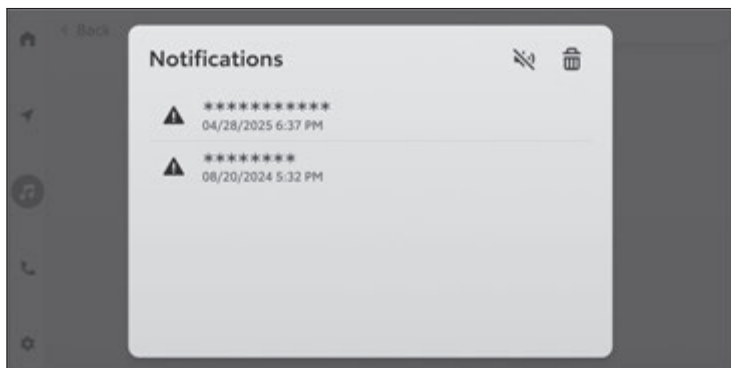 < Back
Notifications
***********
04/28/2025 6:37 PM
********
08/20/2024 5:32 PM